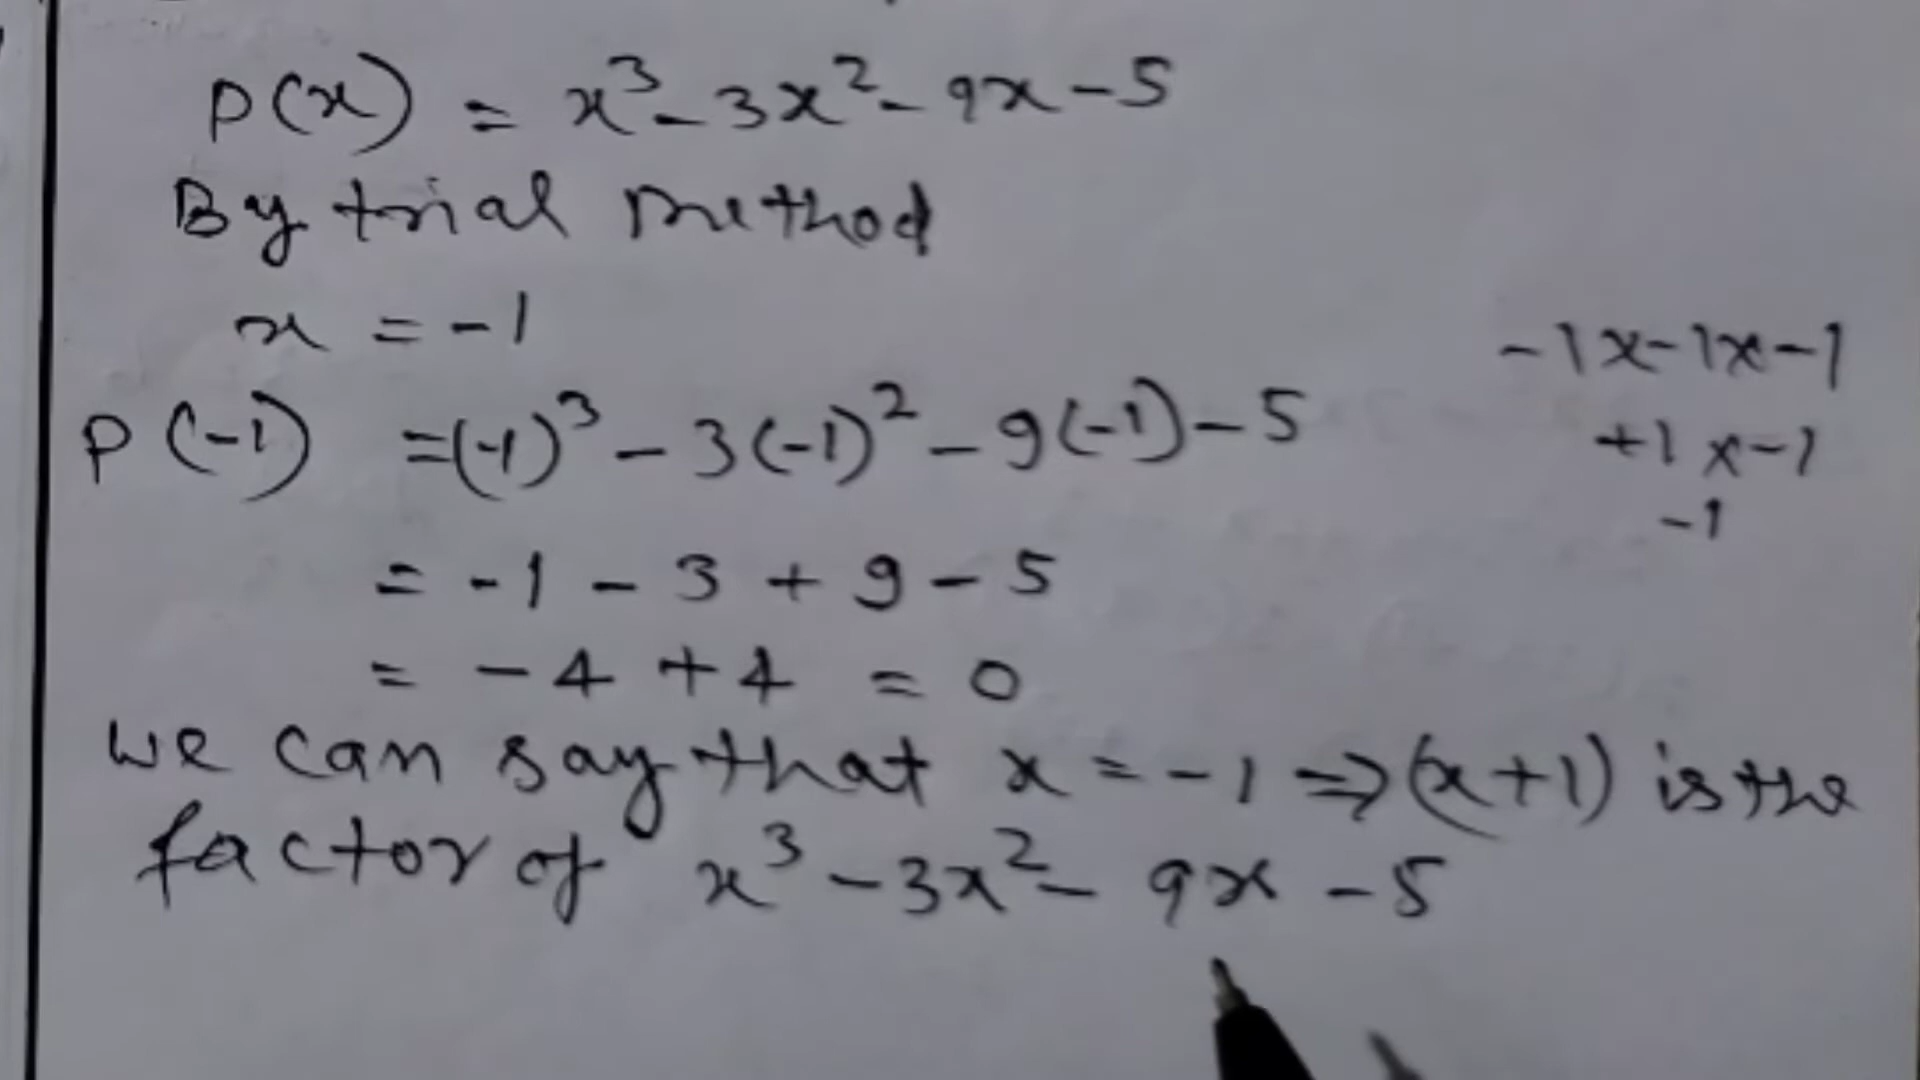 P(x) = x³ - 3x² - 9x - 5
By trial method
x = -1
P(-1) = (-1)³ - 3(-1)² - 9(-1) - 5
-1x-1x-1
+1x-1
-1
= -1 - 3 + 9 - 5
= -4 + 4 = 0
we can say that x = -1 ⇒ (x+1) is the
factor of x³ - 3x² - 9x - 5